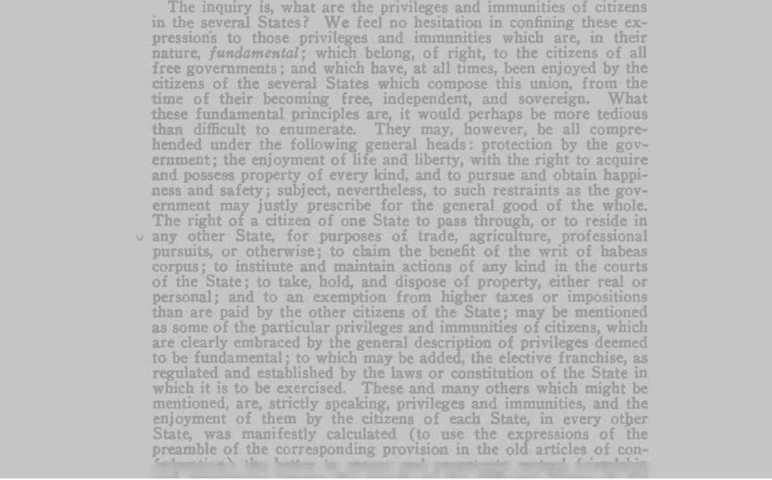 The inquiry is, what are the privileges and immunities of citizens
in the several States? We feel no hesitation in confining these ex-
pressions to those privileges and immunities which are, in their
nature, fundamental; which belong, of right, to the citizens of all
free governments; and which have, at all times, been enjoyed by the
citizens of the several States which compose this union, from the
time of their becoming free, independent, and sovereign. What
these fundamental principles are, it would perhaps be more tedious
than difficult to enumerate. They may, however, be all compre-
hended under the following general heads: protection by the gov-
ernment; the enjoyment of life and liberty, with the right to acquire
and possess property of every kind, and to pursue and obtain happi-
ness and safety; subject, nevertheless, to such restraints as the gov-
ernment may justly prescribe for the general good of the whole.
The right of a citizen of one State to pass through, or to reside in
any other State, for purposes of trade, agriculture, professional
pursuits, or otherwise; to claim the benefit of the writ of habeas
corpus; to institute and maintain actions of any kind in the courts
of the State; to take, hold, and dispose of property, either real or
personal; and to an exemption from higher taxes or impositions
than are paid by the other citizens of the State; may be mentioned
as some of the particular privileges and immunities of citizens, which
are clearly embraced by the general description of privileges deemed
to be fundamental; to which may be added, the elective franchise, as
regulated and established by the laws or constitution of the State in
which it is to be exercised. These and many others which might be
mentioned, are, strictly speaking, privileges and immunities, and the
enjoyment of them by the citizens of each State, in every other
State, was manifestly calculated (to use the expressions of the
preamble of the corresponding provision in the old articles of con-